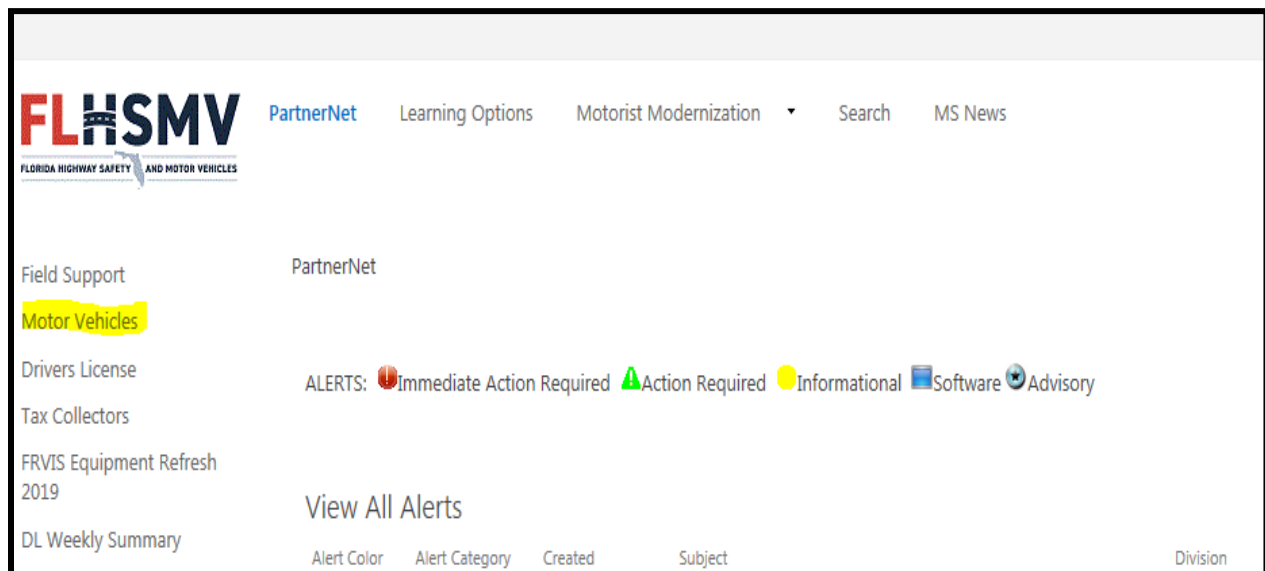 FLHSMV
FLORIDA HIGHWAY SAFETY AND MOTOR VEHICLES
PartnerNet Learning Options Motorist Modernization Search MS News
Field Support
Motor Vehicles
Drivers License
Tax Collectors
FRVIS Equipment Refresh
2019
DL Weekly Summary
PartnerNet
ALERTS: Immediate Action Required Action Required Informational Software Advisory
View All Alerts
Alert Color Alert Category Created Subject Division